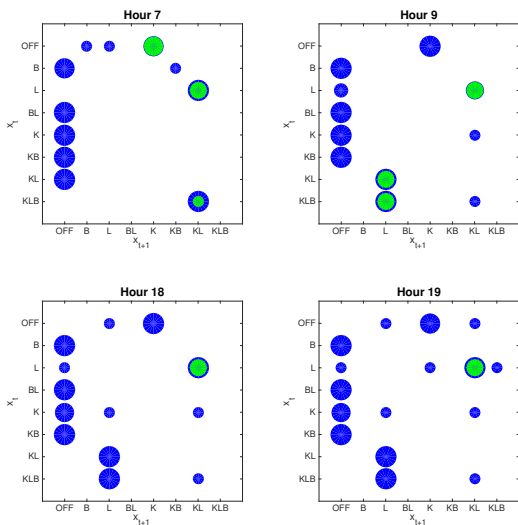 Hour 7
OFF
B
L
BL
K
KB
KL
KLB
x_t
OFF B L BL K KB KL KLB
x_{t+1}
Hour 9
OFF
B
L
BL
K
KB
KL
KLB
x_t
OFF B L BL K KB KL KLB
x_{t+1}
Hour 18
OFF
B
L
BL
K
KB
KL
KLB
x_t
OFF B L BL K KB KL KLB
x_{t+1}
Hour 19
OFF
B
L
BL
K
KB
KL
KLB
x_t
OFF B L BL K KB KL KLB
x_{t+1}